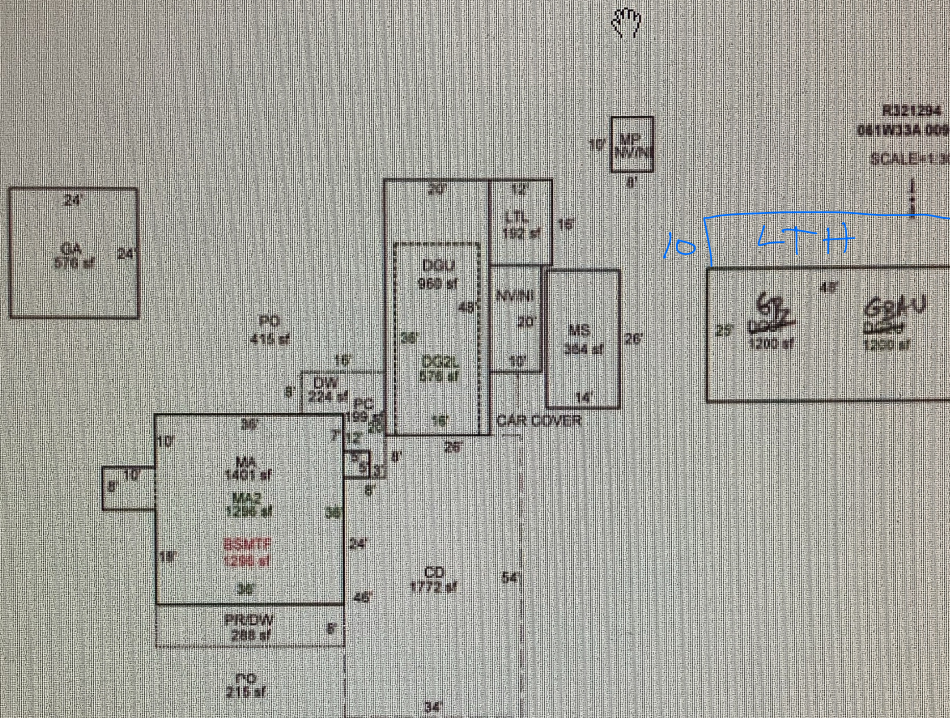 R321294
SCALE=1:3
MP
NV/NI
10'
8'
24'
GA
576 sf
24'
20'
12'
LTL
192 sf
16'
10
LTH
DGU
960 sf
48'
NV/NI
20'
10'
MS
364 sf
26'
14'
48'
25'
1200 sf
GBAU
1200 sf
PO
415 sf
36'
DG2L
576 sf
16'
16'
8'
DW
224 sf
PC
199 sf
CAR COVER
26'
36'
10'
7'
12'
8'
5'
5'
3'
8'
MA
1401 sf
10'
8'
MA2
1296 sf
36'
BSMTF
1296 sf
24'
18'
36'
46'
CD
1772 sf
54'
PR/DW
288 sf
8'
PO
215 sf
34'